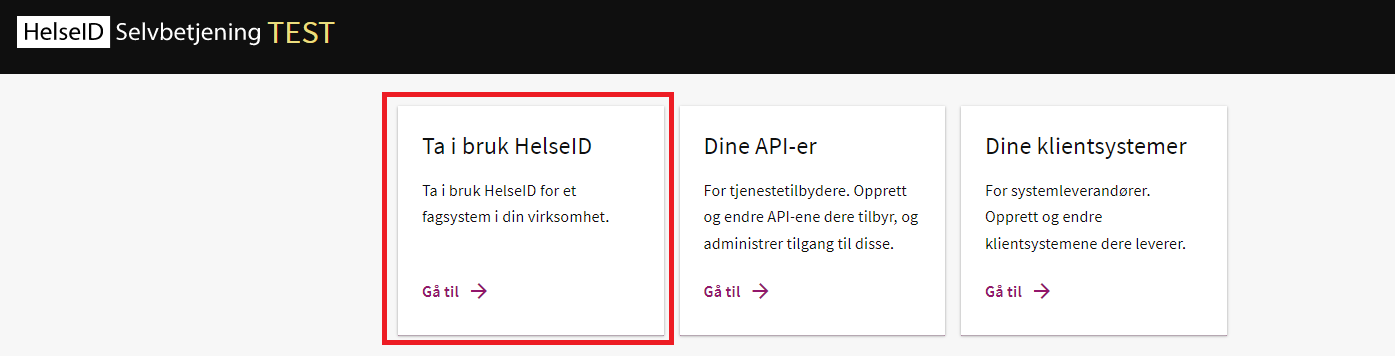 HelseID Selvbetjening TEST
Ta i bruk HelseID
Ta i bruk HelseID for et
fagsystem i din virksomhet.
Gå til
Dine API-er
For tjenestetilbydere. Opprett
og endre API-ene dere tilbyr, og
administrer tilgang til disse.
Gå til
Dine klientsystemer
For systemleverandører.
Opprett og endre
klientsystemene dere leverer.
Gå til